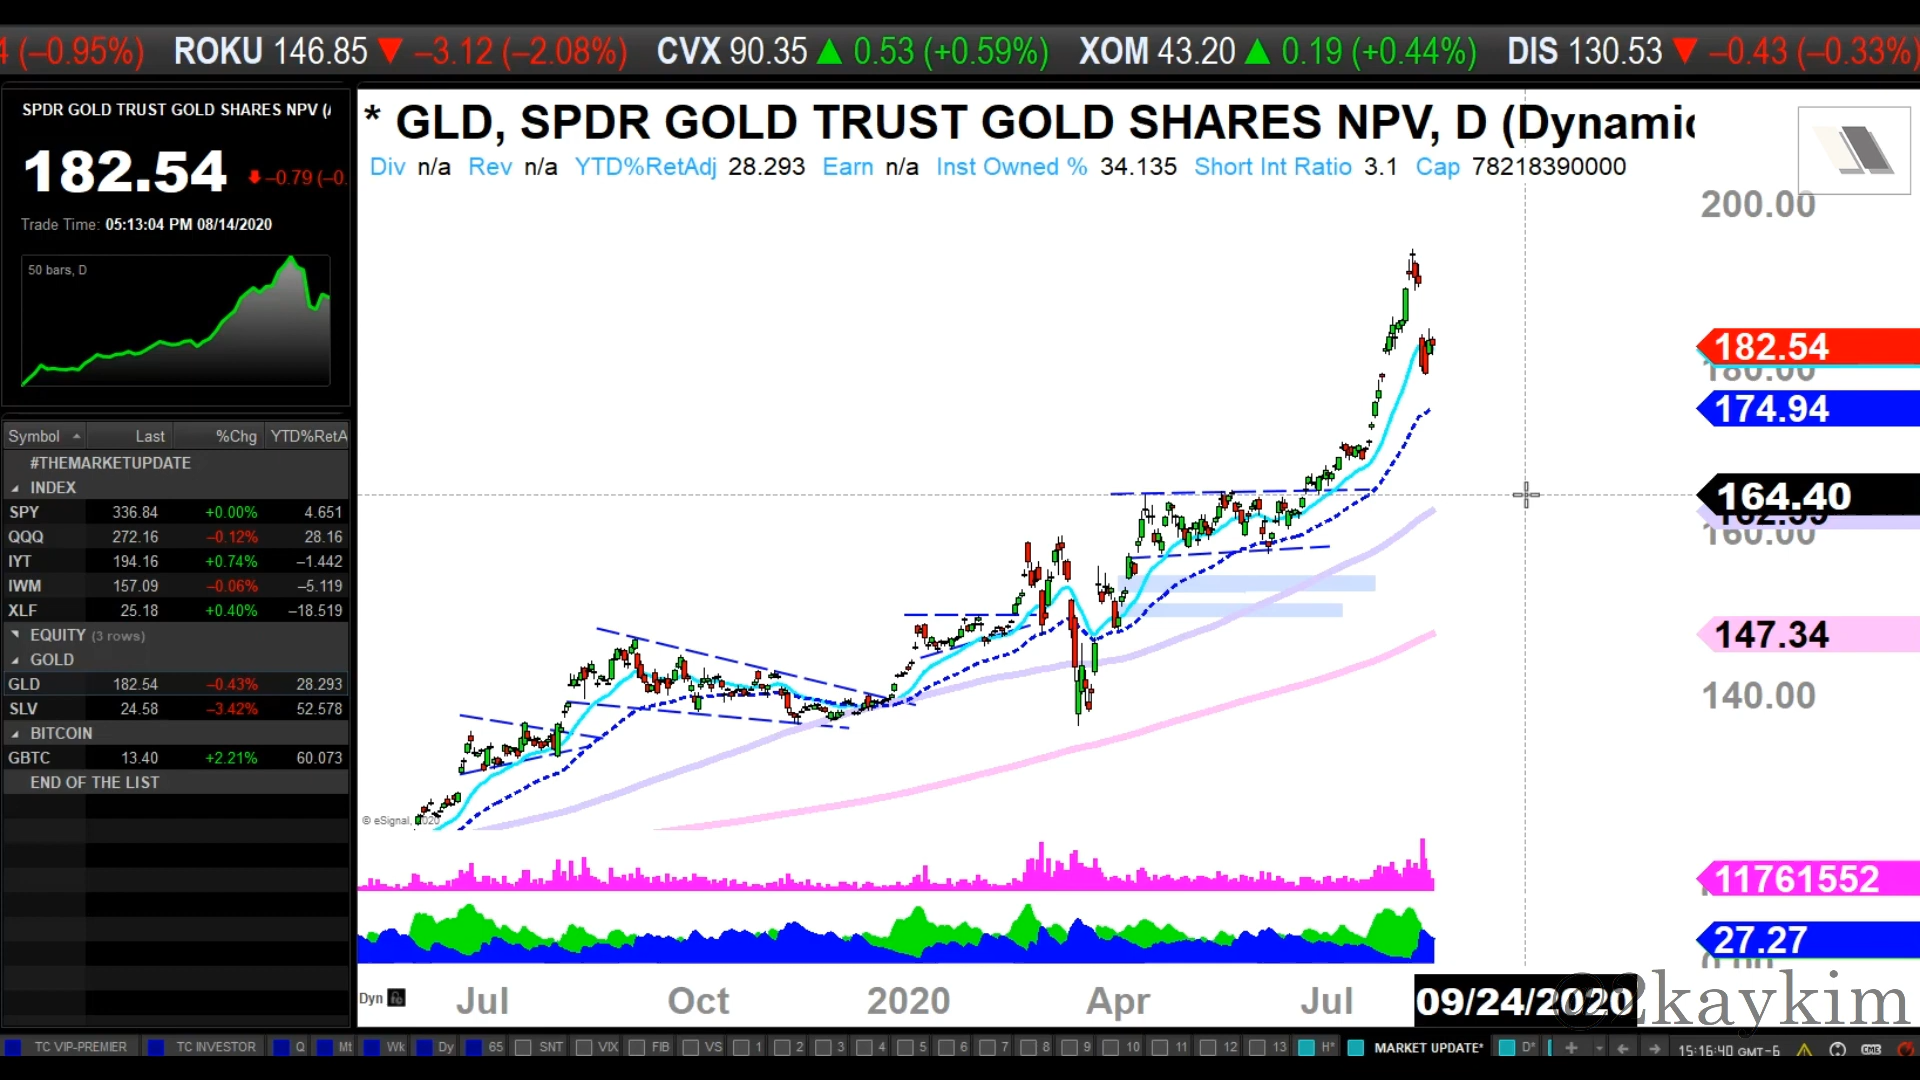 4 (–0.95%) ROKU 146.85 ▼ –3.12 (–2.08%) CVX 90.35 ▲ 0.53 (+0.59%) XOM 43.20 ▲ 0.19 (+0.44%) DIS 130.53 ▼ –0.43 (–0.33%)
SPDR GOLD TRUST GOLD SHARES NPV (
182.54 –0.79 (–0.
Trade Time: 05:13:04 PM 08/14/2020
50 bars, D
Symbol Last %Chg YTD%RetA
#THEMARKETUPDATE
INDEX
SPY 336.84 +0.00% 4.651
QQQ 272.16 –0.12% 28.16
IYT 194.16 +0.74% –1.442
IWM 157.09 –0.06% –5.119
XLF 25.18 +0.40% –18.519
EQUITY (3 rows)
GOLD
GLD 182.54 –0.43% 28.293
SLV 24.58 –3.42% 52.578
BITCOIN
GBTC 13.40 +2.21% 60.073
END OF THE LIST
* GLD, SPDR GOLD TRUST GOLD SHARES NPV, D (Dynamic
Div n/a Rev n/a YTD%RetAdj 28.293 Earn n/a Inst Owned % 34.135 Short Int Ratio 3.1 Cap 78218390000
200.00
182.54
180.00
174.94
164.40
160.00
147.34
140.00
© eSignal, 2020
11761552
27.27
Dyn Jul Oct 2020 Apr Jul 09/24/2020
2kaykim
TC VIP-PREMIER TC INVESTOR Q Mt Wk Dy 65 SNT VIX FIB VS 1 2 3 4 5 6 7 8 9 10 11 12 13 H* MARKET UPDATE* D* 15:16:40 GMT-6 CME